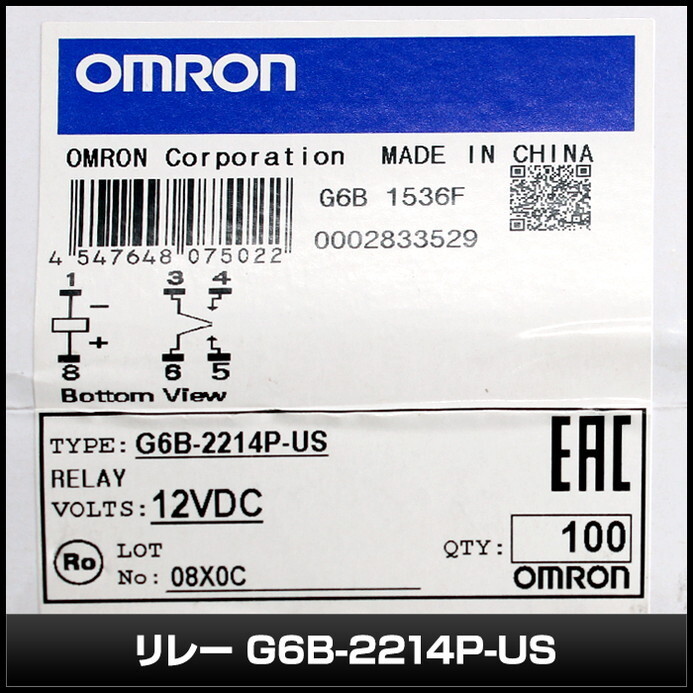 OMRON
OMRON Corporation MADE IN CHINA
G6B 1536F
0002833529
4 547648 075022
1 3 4
−
+
8 6 5
Bottom View
TYPE: G6B-2214P-US
RELAY
VOLTS: 12VDC
EAC
Ro
LOT
No: 08X0C
QTY: 100
OMRON
リレー G6B-2214P-US